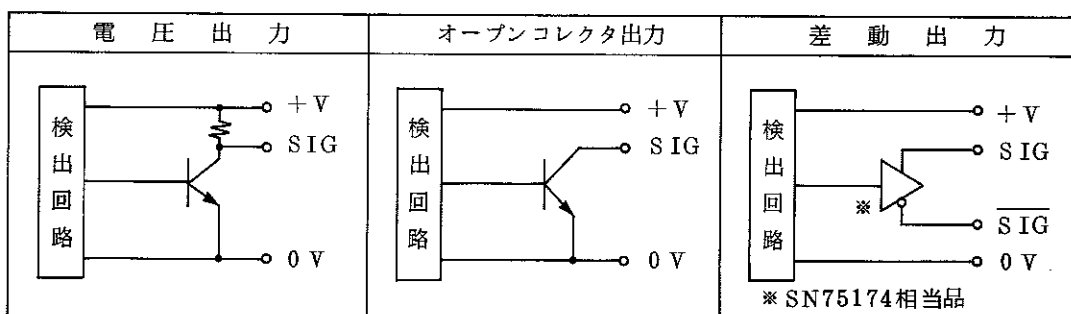 電圧出力
検出回路
+V
SIG
0V
オープンコレクタ出力
検出回路
+V
SIG
0V
差動出力
検出回路
+V
SIG
※
SIG
0V
※SN75174相当品